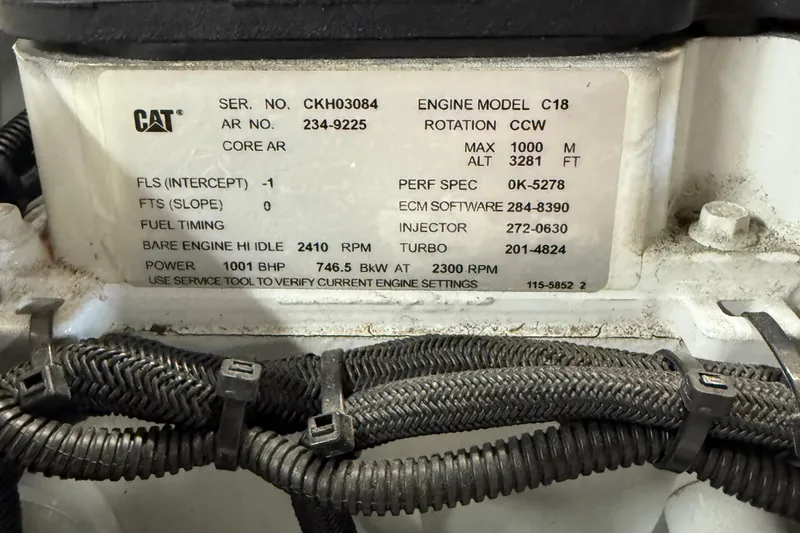 CAT® SER. NO. CKH03084 ENGINE MODEL C18
AR NO. 234-9225 ROTATION CCW
CORE AR MAX 1000 M
ALT 3281 FT
FLS (INTERCEPT) -1 PERF SPEC 0K-5278
FTS (SLOPE) 0 ECM SOFTWARE 284-8390
FUEL TIMING INJECTOR 272-0630
BARE ENGINE HI IDLE 2410 RPM TURBO 201-4824
POWER 1001 BHP 746.5 BkW AT 2300 RPM
USE SERVICE TOOL TO VERIFY CURRENT ENGINE SETTINGS 115-5852 2